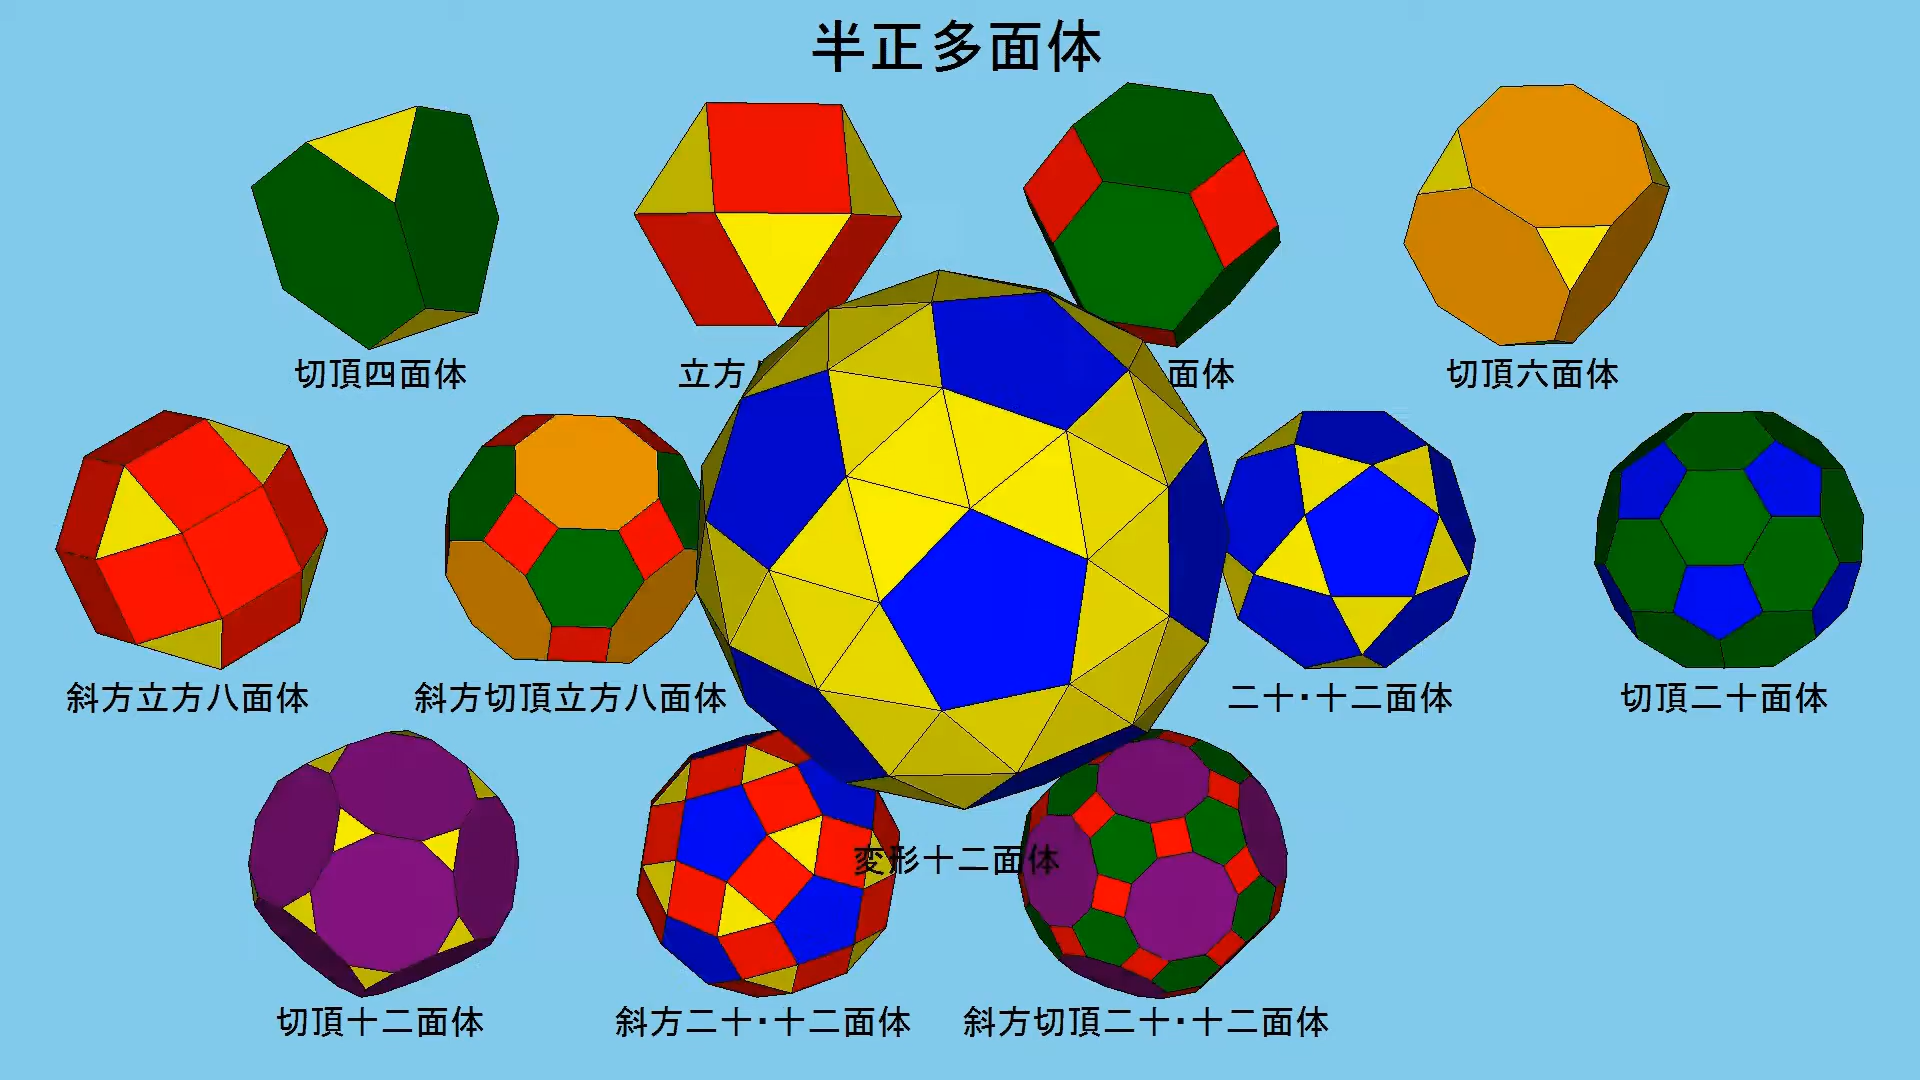 半正多面体
切頂四面体
立方
面体
切頂六面体
斜方立方八面体
斜方切頂立方八面体
二十・十二面体
切頂二十面体
変形十二面体
切頂十二面体
斜方二十・十二面体
斜方切頂二十・十二面体